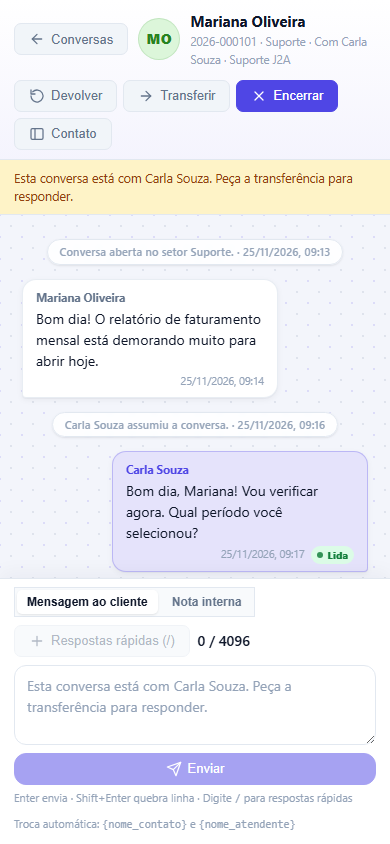 Conversas
MO
Mariana Oliveira
2026-000101 · Suporte · Com Carla
Souza · Suporte J2A
Devolver
Transferir
Encerrar
Contato
Esta conversa está com Carla Souza. Peça a transferência para
responder.
Conversa aberta no setor Suporte. · 25/11/2026, 09:13
Mariana Oliveira
Bom dia! O relatório de faturamento
mensal está demorando muito para
abrir hoje.
25/11/2026, 09:14
Carla Souza assumiu a conversa. · 25/11/2026, 09:16
Carla Souza
Bom dia, Mariana! Vou verificar
agora. Qual período você
selecionou?
25/11/2026, 09:17 Lida
Mensagem ao cliente Nota interna
Respostas rápidas (/) 0 / 4096
Esta conversa está com Carla Souza. Peça a
transferência para responder.
Enviar
Enter envia · Shift+Enter quebra linha · Digite / para respostas rápidas
Troca automática: {nome_contato} e {nome_atendente}